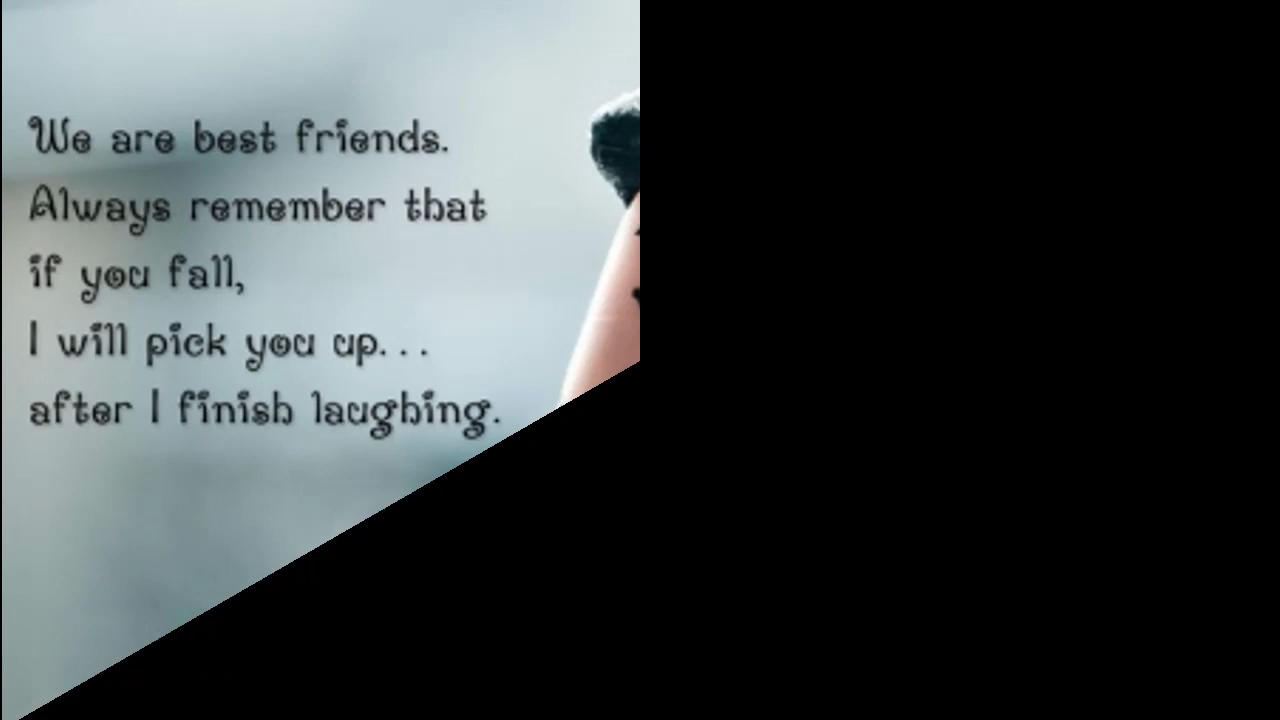 We are best friends.
Always remember that
if you fall,
I will pick you up...
after I finish laughing.